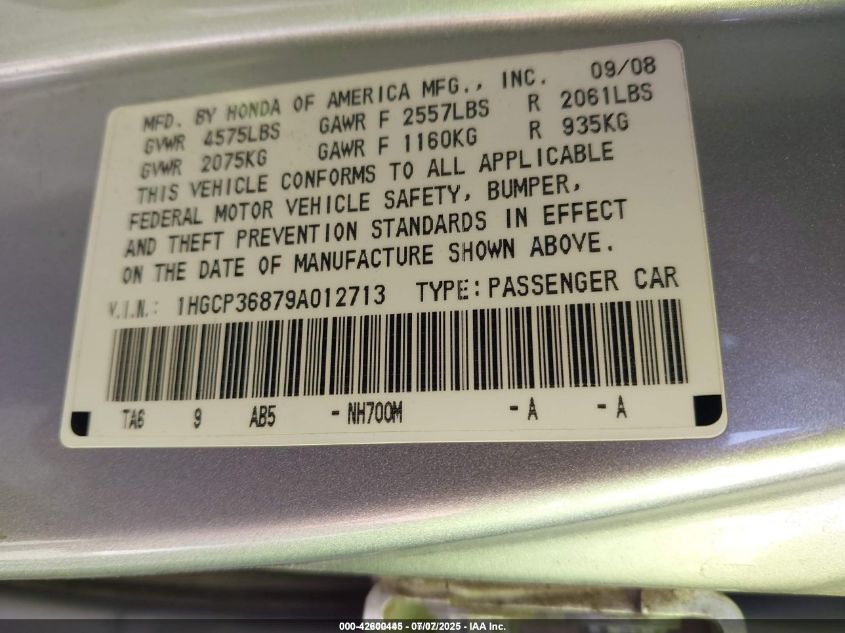 MFD. BY HONDA OF AMERICA MFG., INC. 09/08
GVWR 4575LBS GAWR F 2557LBS R 2061LBS
GVWR 2075KG GAWR F 1160KG R 935KG
THIS VEHICLE CONFORMS TO ALL APPLICABLE
FEDERAL MOTOR VEHICLE SAFETY, BUMPER,
AND THEFT PREVENTION STANDARDS IN EFFECT
ON THE DATE OF MANUFACTURE SHOWN ABOVE.
V.I.N.: 1HGCP36879A012713 TYPE: PASSENGER CAR
TA6 9 AB5 -NH700M -A -A
07/07/2025 - IAA Inc.